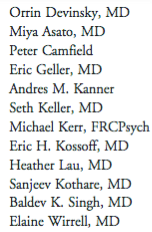 Orrin Devinsky, MD
Miya Asato, MD
Peter Camfield
Eric Geller, MD
Andres M. Kanner
Seth Keller, MD
Michael Kerr, FRCPsych
Eric H. Kossoff, MD
Heather Lau, MD
Sanjeev Kothare, MD
Baldev K. Singh, MD
Elaine Wirrell, MD